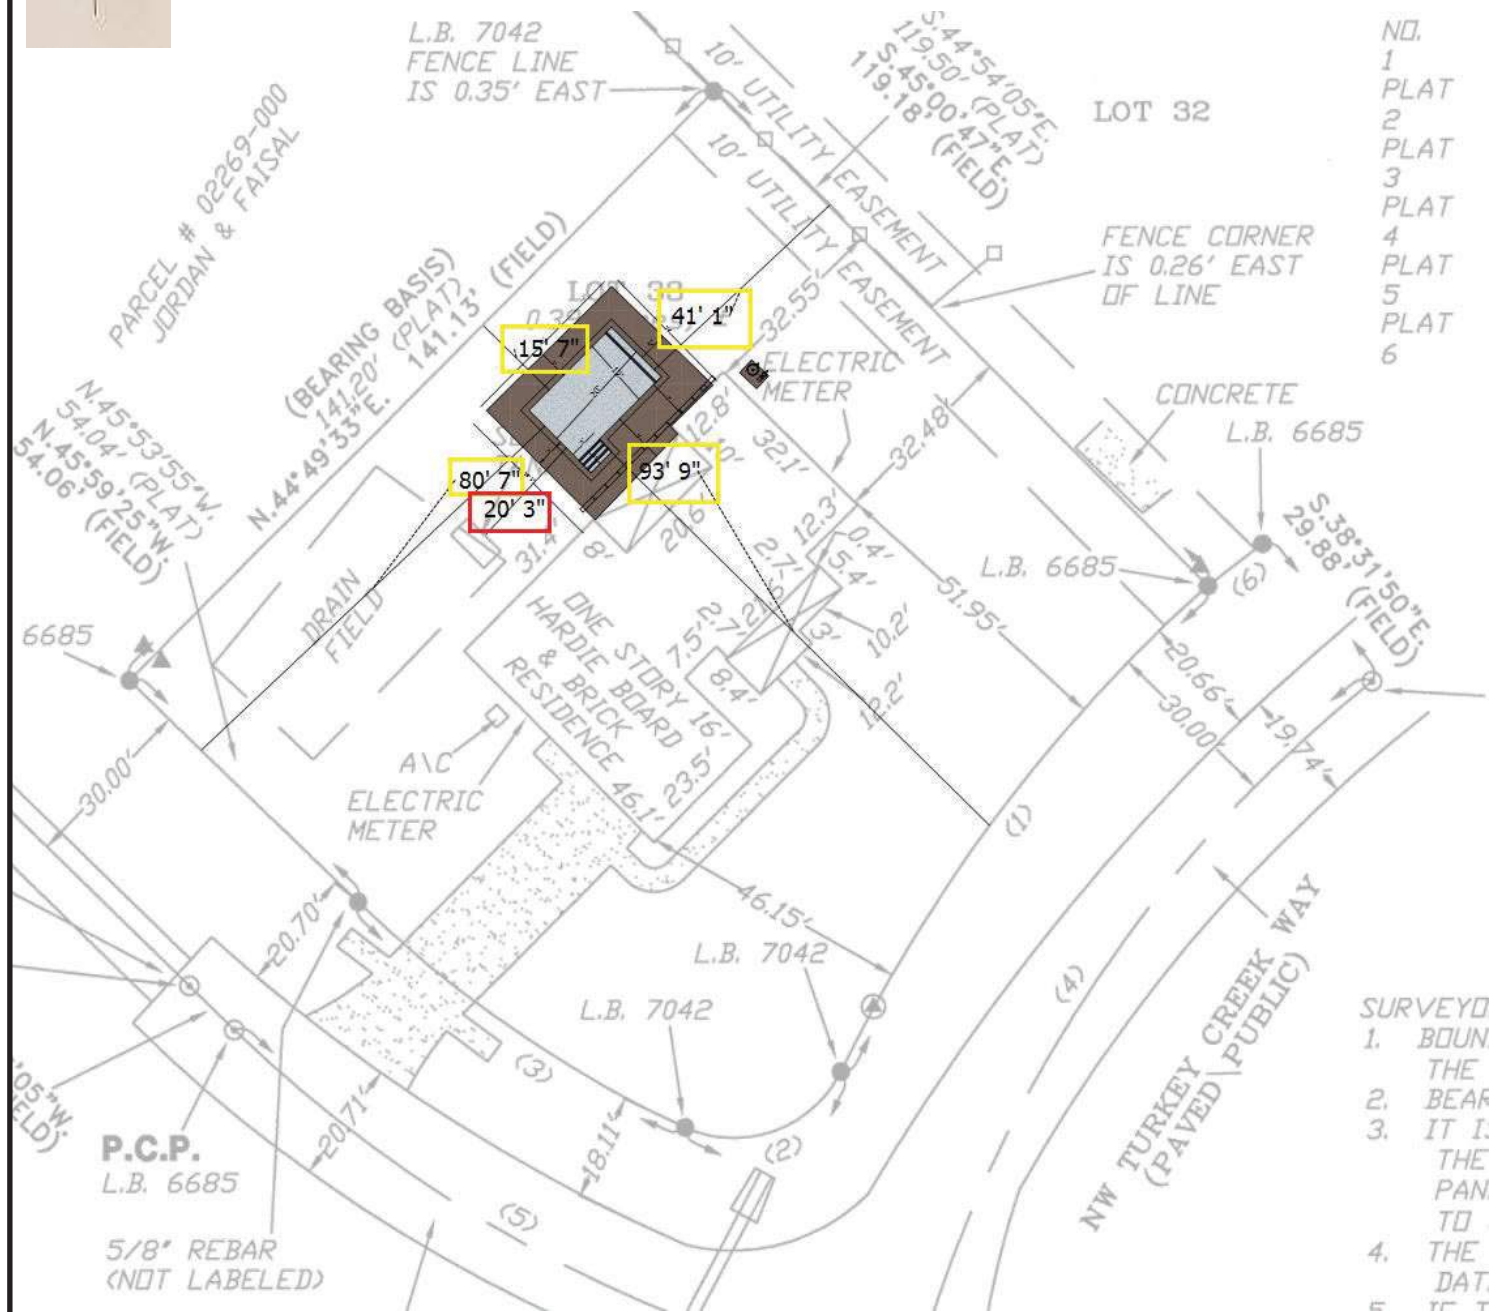 L.B. 7042
FENCE LINE
IS 0.35' EAST
10' UTILITY EASEMENT
10' UTILITY EASEMENT
S.44°54'05"E.
119.50' (PLAT)
S.45°00'47"E.
119.18' (FIELD)
LOT 32
NO.
1
PLAT
2
PLAT
3
PLAT
4
PLAT
5
PLAT
6
PARCEL # 02269-000
JORDAN & FAISAL
(BEARING BASIS)
141.20' (PLAT)
N.44°49'33"E. 141.13' (FIELD)
FENCE CORNER
IS 0.26' EAST
OF LINE
LOT 33
41' 1"
15' 7"
32.55'
ELECTRIC
METER
CONCRETE
L.B. 6685
N.45°53'55"W.
54.04' (PLAT)
N.45°59'25"W.
54.06' (FIELD)
80' 7"
20' 3"
93' 9"
12.8'
32.1'
32.48'
31.4'
8'
20.6'
12.3'
0.4'
5.4'
2.7'
L.B. 6685
(6)
S.38°31'50"E.
29.88' (FIELD)
DRAIN
FIELD
6685
ONE STORY
HARDIE BOARD
& BRICK
RESIDENCE
7.5'
2.7'
8.4'
16'
3'
10.2'
12.2'
51.95'
20.66'
30.00'
19.74'
30.00'
A\C
ELECTRIC
METER
46.1'
23.5'
(1)
46.15'
20.70'
L.B. 7042
L.B. 7042
(4)
NW TURKEY CREEK WAY
(PAVED\PUBLIC)
(3)
(2)
18.11'
20.71'
(5)
P.C.P.
L.B. 6685
5/8" REBAR
(NOT LABELED)
SURVEYO
1. BOUN
THE
2. BEAR
3. IT IS
THE
PAN
TO
4. THE
DAT